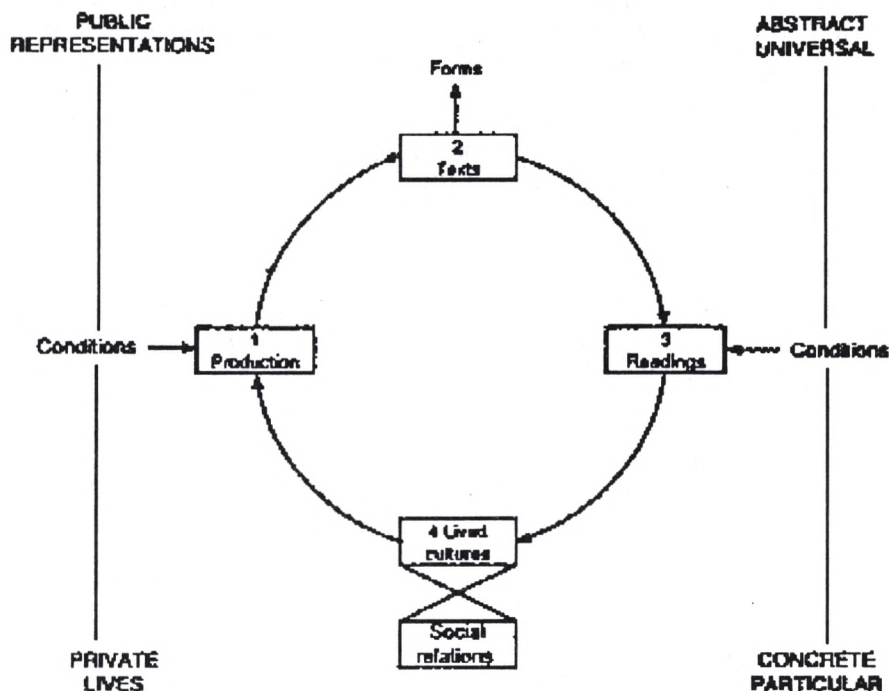 PUBLIC
REPRESENTATIONS
ABSTRACT
UNIVERSAL
Forms
2
Texts
Conditions
1
Production
3
Readings
Conditions
4 Lived
cultures
Social
relations
PRIVATE
LIVES
CONCRETE
PARTICULAR